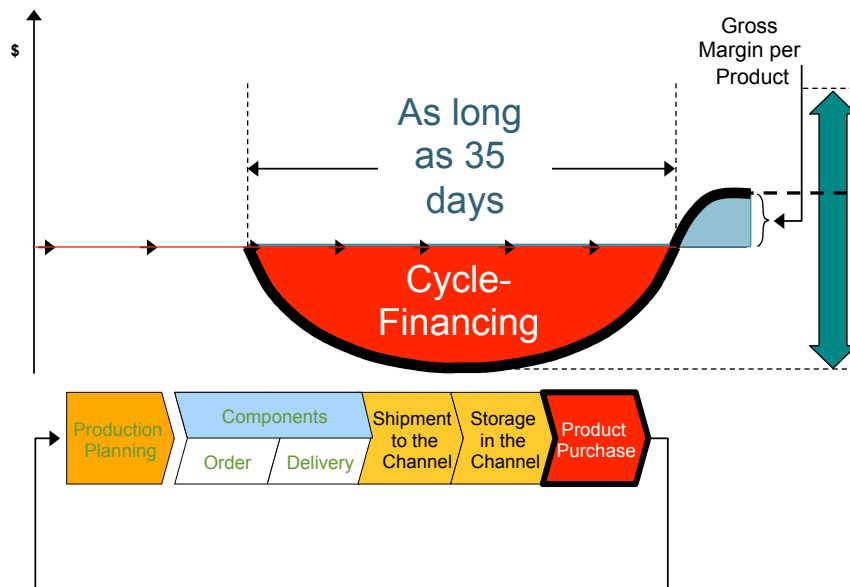 $
Gross
Margin per
Product
As long
as 35
days
Cycle-
Financing
Production
Planning
Components
Order
Delivery
Shipment
to the
Channel
Storage
in the
Channel
Product
Purchase